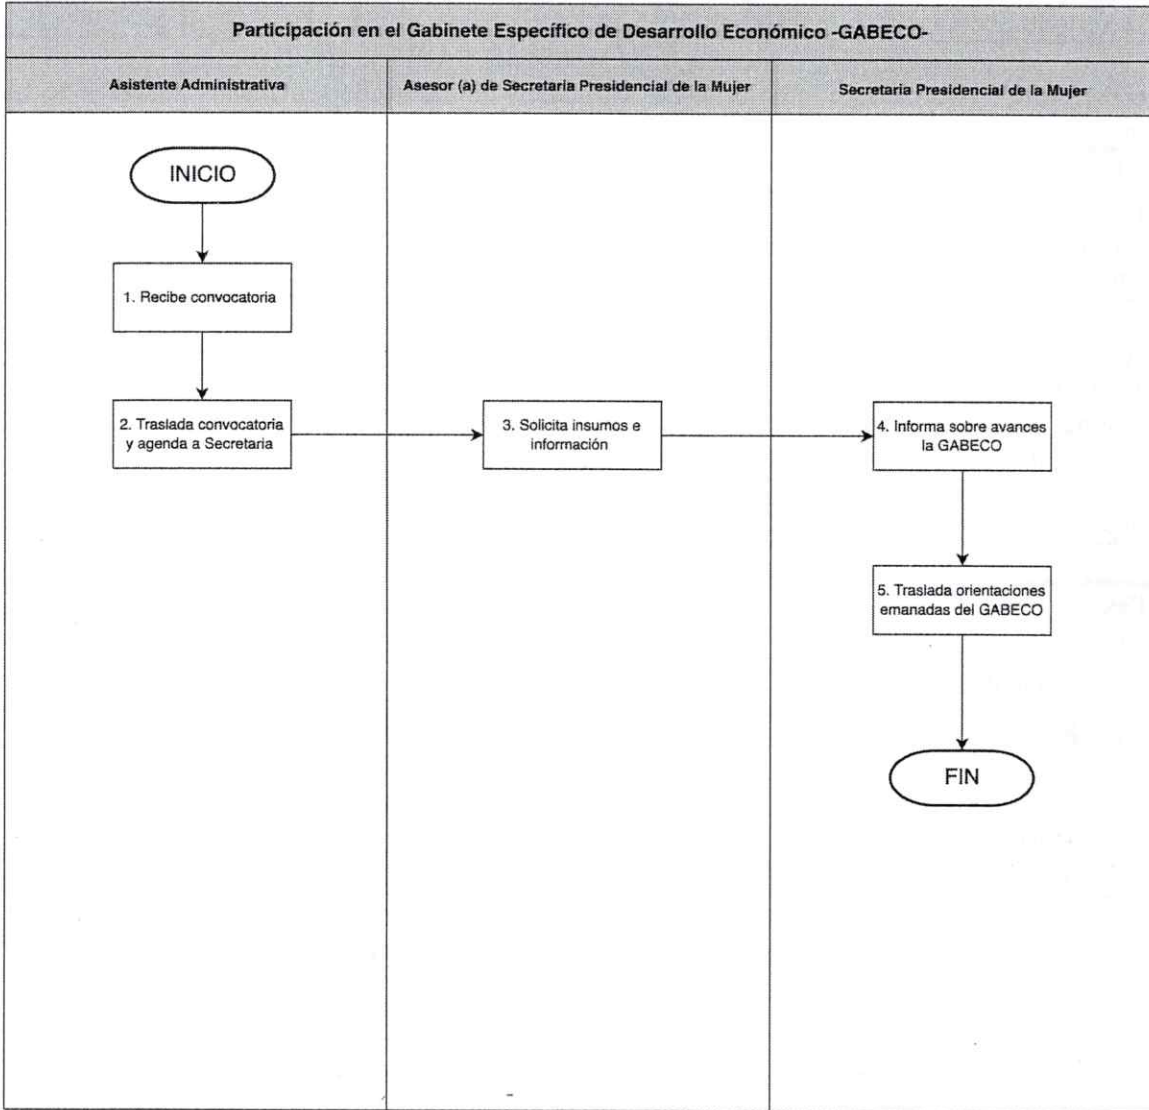 Participación en el Gabinete Específico de Desarrollo Económico -GABECO-
Asistente Administrativa
Asesor (a) de Secretaria Presidencial de la Mujer
Secretaria Presidencial de la Mujer
INICIO
1. Recibe convocatoria
2. Traslada convocatoria
y agenda a Secretaria
3. Solicita insumos e
información
4. Informa sobre avances
la GABECO
5. Traslada orientaciones
emanadas del GABECO
FIN